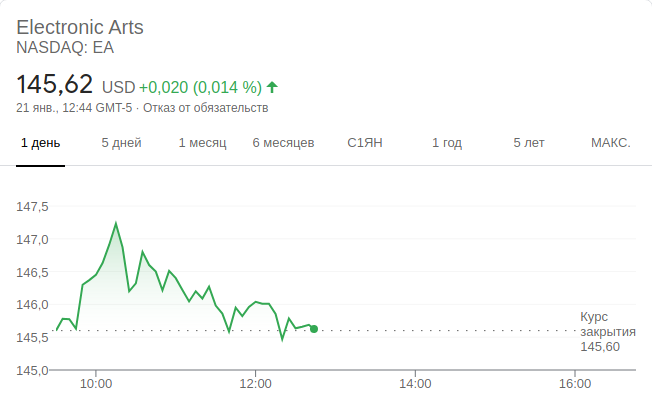 Electronic Arts
NASDAQ: EA
145,62 USD +0,020 (0,014 %)
21 янв., 12:44 GMT-5 · Отказ от обязательств
1 день 5 дней 1 месяц 6 месяцев С1ЯН 1 год 5 лет МАКС.
147,5
147,0
146,5
146,0
145,5
145,0
Курс
закрытия
145,60
10:00 12:00 14:00 16:00